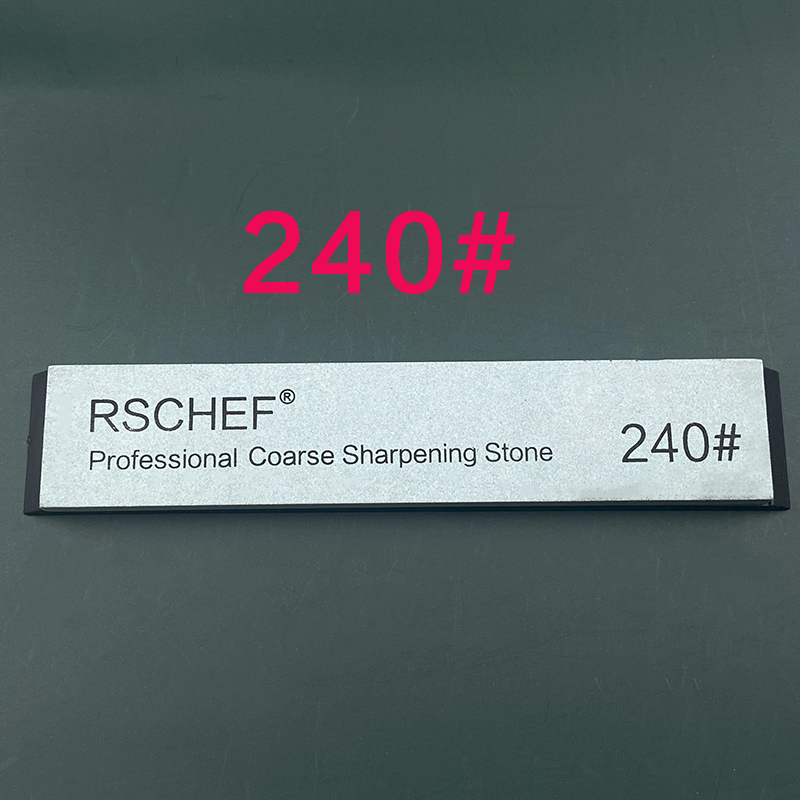 240#
RSCHEF®
Professional Coarse Sharpening Stone
240#